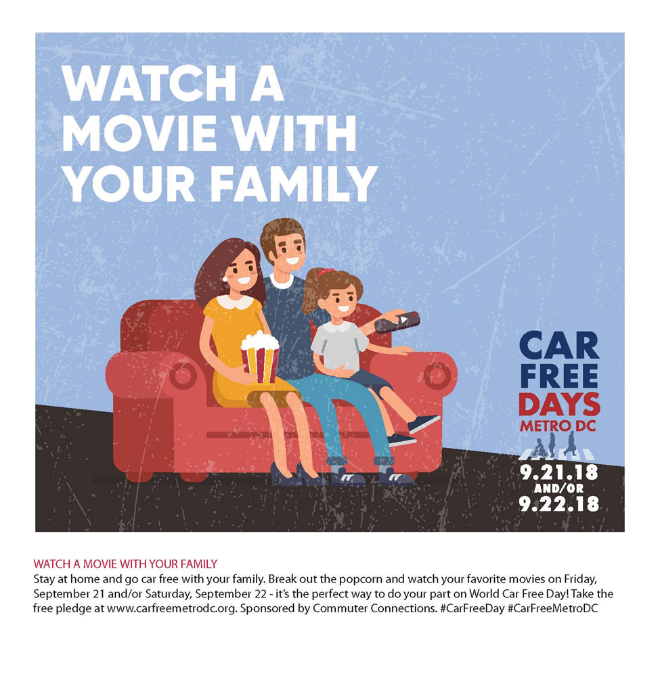 WATCH A
MOVIE WITH
YOUR FAMILY
CAR
FREE
DAYS
METRO DC
9.21.18
AND/OR
9.22.18
WATCH A MOVIE WITH YOUR FAMILY
Stay at home and go car free with your family. Break out the popcorn and watch your favorite movies on Friday,
September 21 and/or Saturday, September 22 - it's the perfect way to do your part on World Car Free Day! Take the
free pledge at www.carfreemetrodc.org. Sponsored by Commuter Connections. #CarFreeDay #CarFreeMetroDC